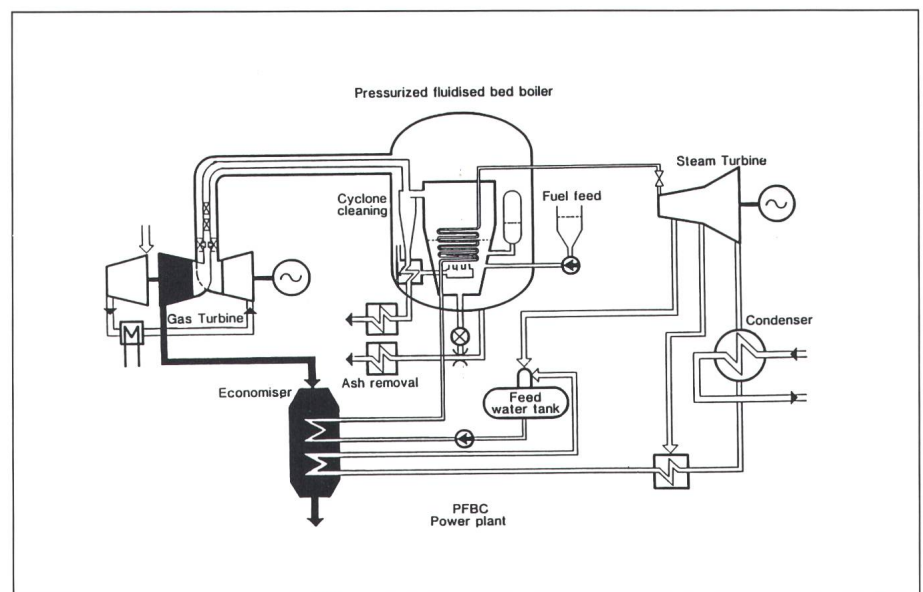 Pressurized fluidised bed boiler
Steam Turbine
Cyclone
cleaning
Fuel feed
Gas Turbine
Condenser
Ash removal
Economiser
Feed
water tank
PFBC
Power plant